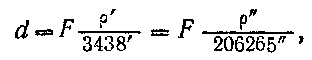 d = F ρ′/3438′ = F ρ″/206265″,